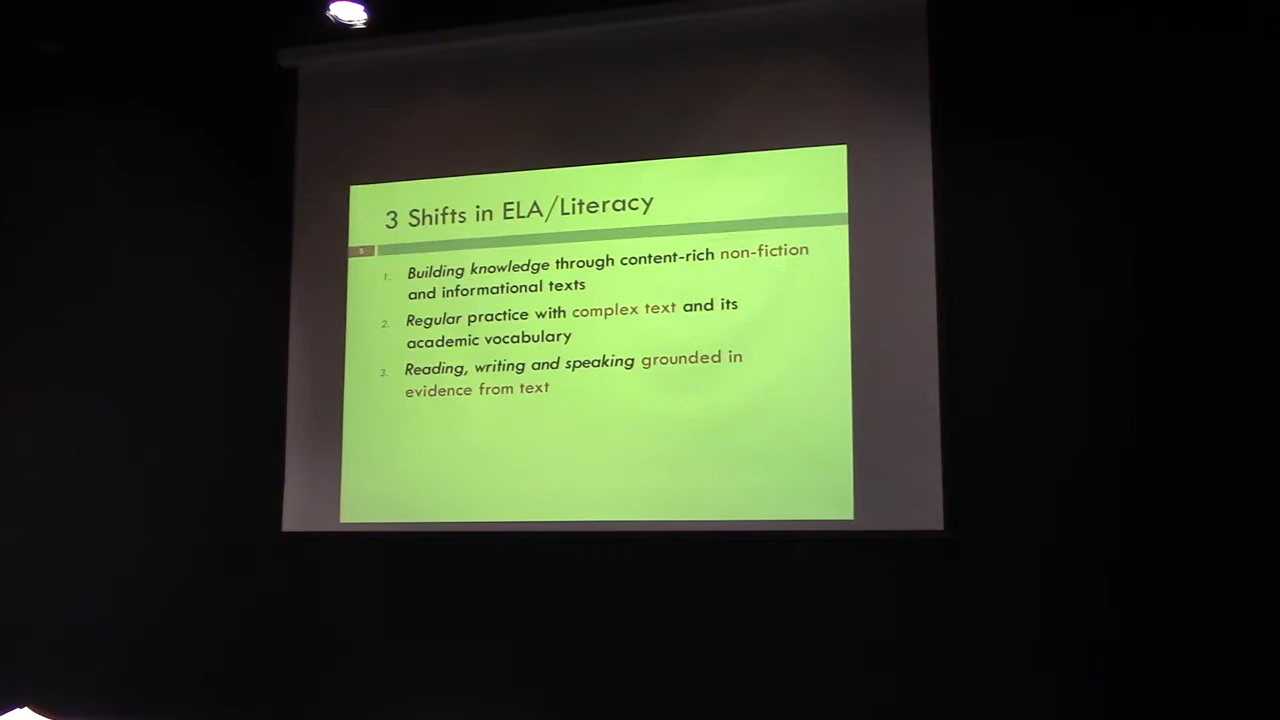 3 Shifts in ELA/Literacy
5
1. Building knowledge through content-rich non-fiction
and informational texts
2. Regular practice with complex text and its
academic vocabulary
3. Reading, writing and speaking grounded in
evidence from text